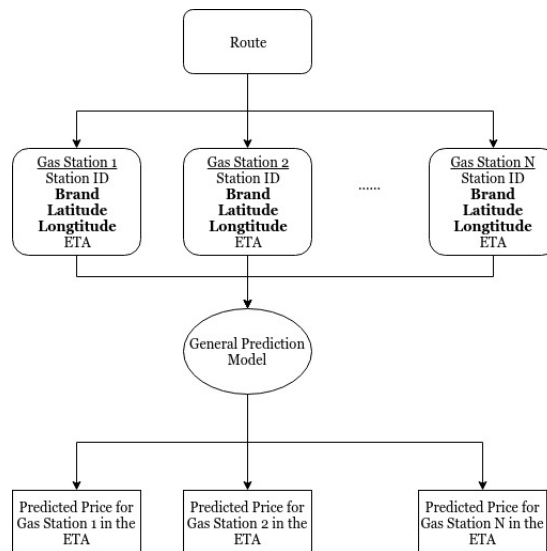 Route
Gas Station 1
Station ID
Brand
Latitude
Longtitude
ETA
Gas Station 2
Station ID
Brand
Latitude
Longtitude
ETA
......
Gas Station N
Station ID
Brand
Latitude
Longtitude
ETA
General Prediction
Model
Predicted Price for
Gas Station 1 in the
ETA
Predicted Price for
Gas Station 2 in the
ETA
Predicted Price for
Gas Station N in the
ETA